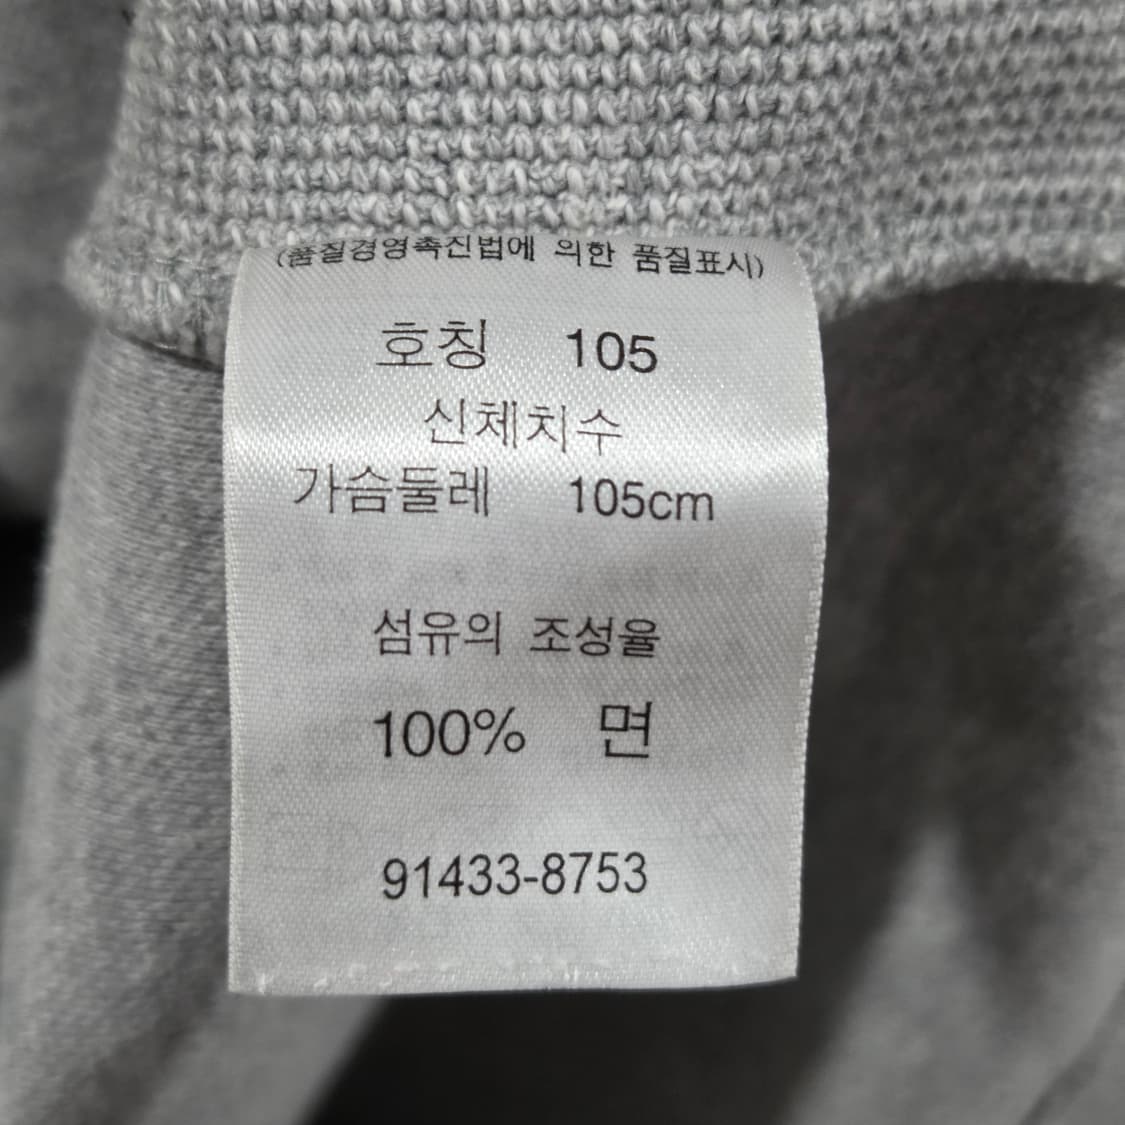 (품질경영촉진법에 의한 품질표시)
호칭 105
신체치수
가슴둘레 105cm
섬유의 조성율
100% 면
91433-8753